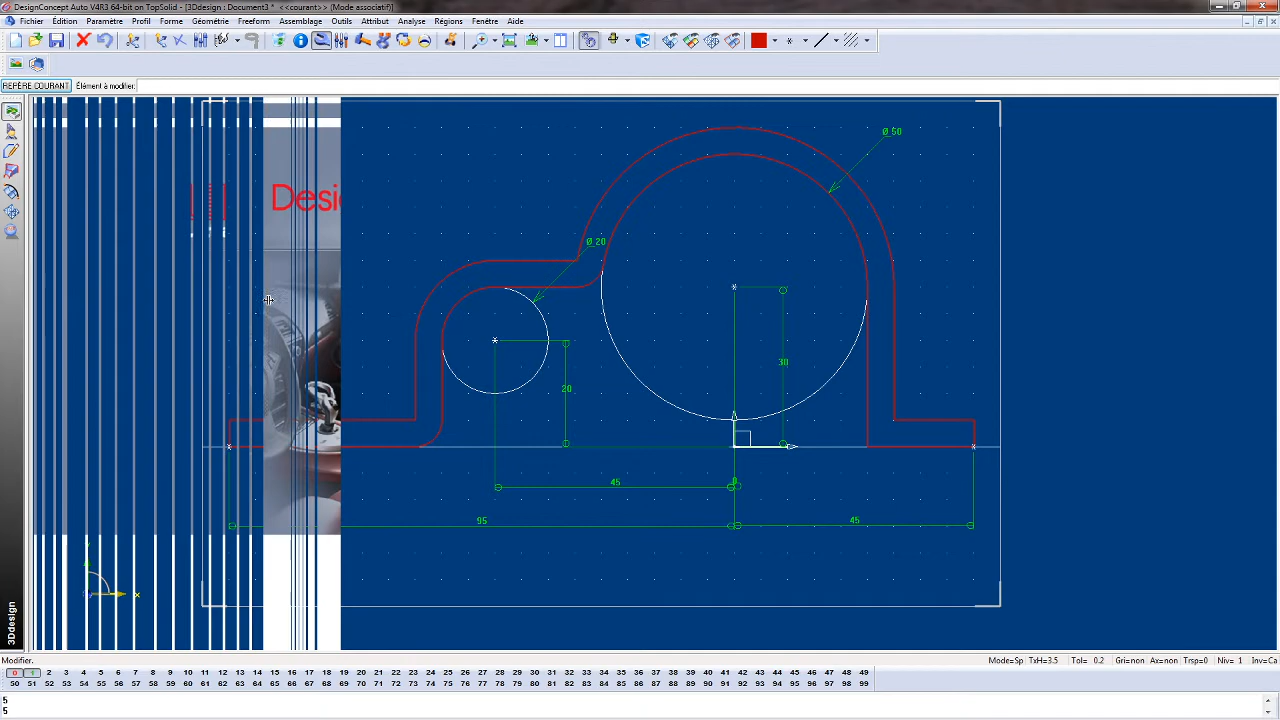 DesignConcept Auto V4R3 64-bit on TopSolid - [3Ddesign : Document3 * <<courant>> [Mode associatif]
Fichier Édition Paramètre Profil Forme Géométrie Freeform Assemblage Outils Attribut Analyse Régions Fenêtre Aide
REPÈRE COURANT Élément à modifier:
Ø 50
Desi
Ø 20
30
20
45
0
95
45
x
3Ddesign
Modifier.
Mode=Sp TxH=3.5 Tol= 0.2 Gri=non Ax=non Trsp=0 Niv= 1 Inv=Ca
0 1 2 3 4 5 6 7 8 9 10 11 12 13 14 15 16 17 18 19 20 21 22 23 24 25 26 27 28 29 30 31 32 33 34 35 36 37 38 39 40 41 42 43 44 45 46 47 48 49
50 51 52 53 54 55 56 57 58 59 60 61 62 63 64 65 66 67 68 69 70 71 72 73 74 75 76 77 78 79 80 81 82 83 84 85 86 87 88 89 90 91 92 93 94 95 96 97 98 99
5
5